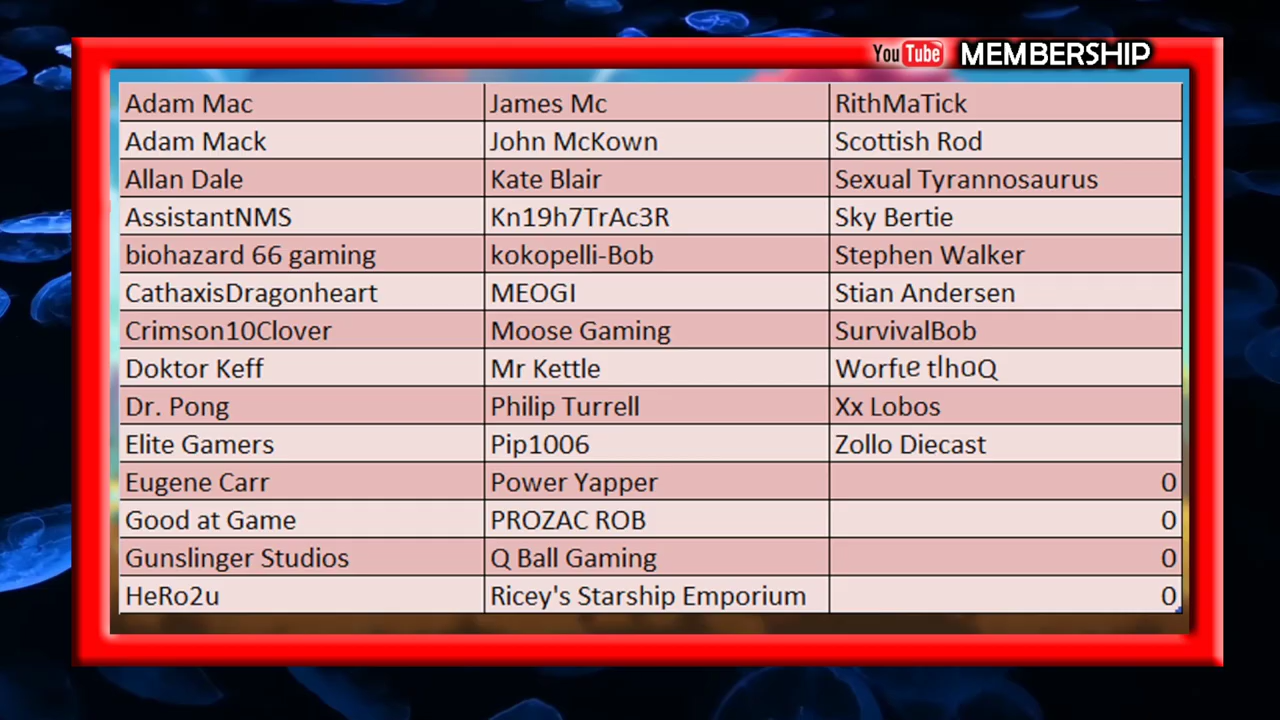 YouTube MEMBERSHIP
Adam Mac James Mc RithMaTick
Adam Mack John McKown Scottish Rod
Allan Dale Kate Blair Sexual Tyrannosaurus
AssistantNMS Kn19h7TrAc3R Sky Bertie
biohazard 66 gaming kokopelli-Bob Stephen Walker
CathaxisDragonheart MEOGI Stian Andersen
Crimson10Clover Moose Gaming SurvivalBob
Doktor Keff Mr Kettle Worfιҽ tlhօQ
Dr. Pong Philip Turrell Xx Lobos
Elite Gamers Pip1006 Zollo Diecast
Eugene Carr Power Yapper 0
Good at Game PROZAC ROB 0
Gunslinger Studios Q Ball Gaming 0
HeRo2u Ricey's Starship Emporium 0